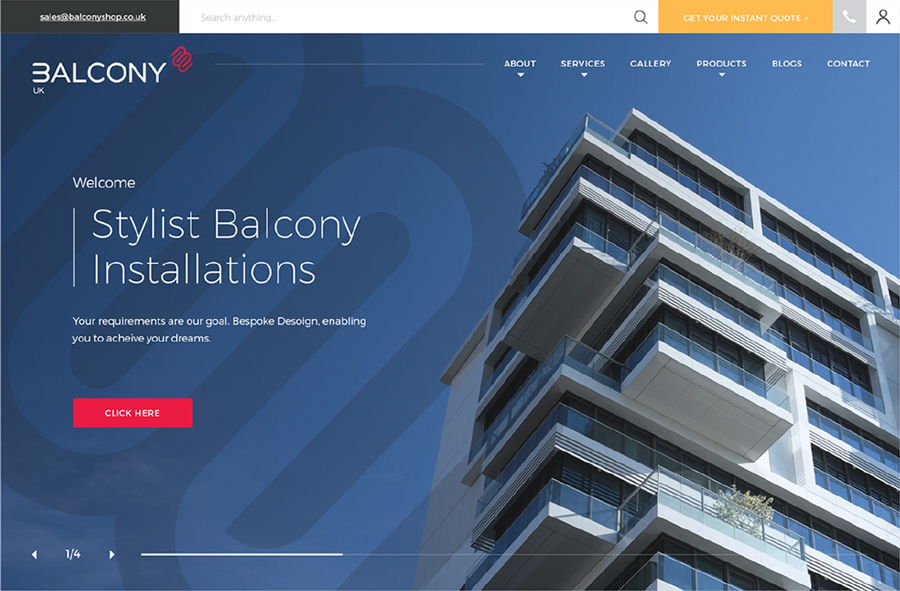 sales@balconyshop.co.uk
Search anything...
GET YOUR INSTANT QUOTE •
BALCONY
UK
ABOUT
SERVICES
GALLERY
PRODUCTS
BLOGS
CONTACT
Welcome
Stylist Balcony
Installations
Your requirements are our goal. Bespoke Desoign, enabling
you to acheive your dreams.
CLICK HERE
1/4